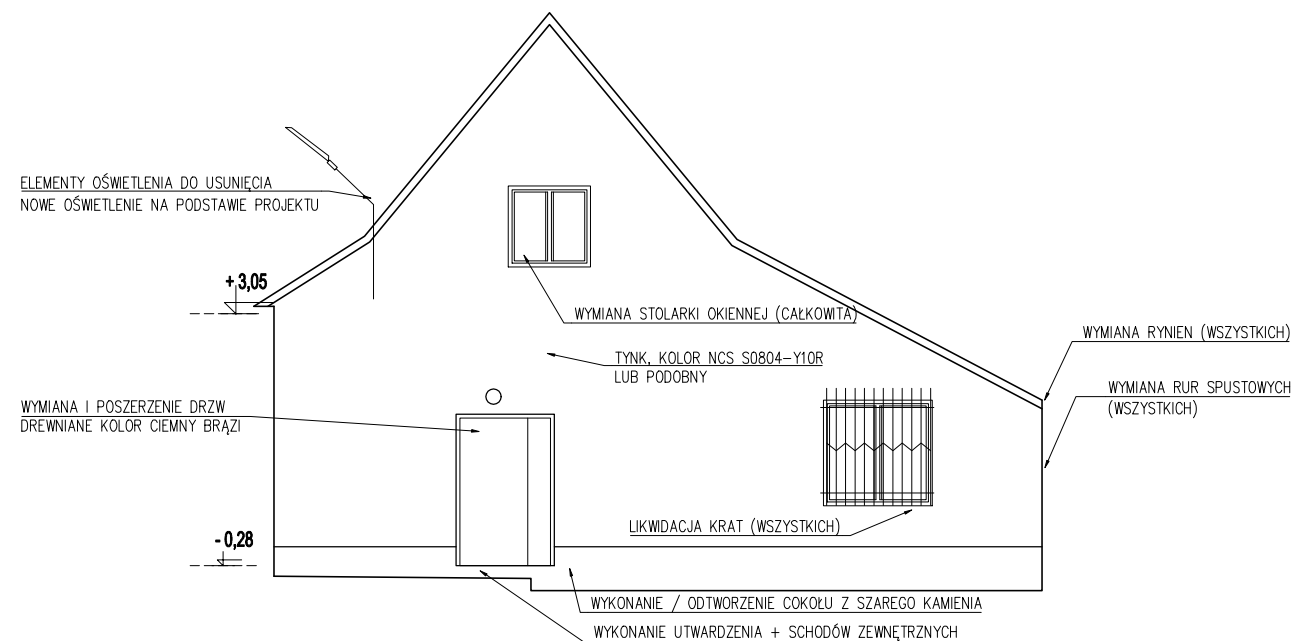 ELEMENTY OŚWIETLENIA DO USUNIĘCIA
NOWE OŚWIETLENIE NA PODSTAWIE PROJEKTU
+ 3,05
WYMIANA STOLARKI OKIENNEJ (CAŁKOWITA)
WYMIANA RYNIEN (WSZYSTKICH)
TYNK, KOLOR NCS S0804-Y10R
LUB PODOBNY
WYMIANA RUR SPUSTOWYCH
(WSZYSTKICH)
WYMIANA I POSZERZENIE DRZW
DREWNIANE KOLOR CIEMNY BRĄZI
LIKWIDACJA KRAT (WSZYSTKICH)
- 0,28
WYKONANIE / ODTWORZENIE COKOŁU Z SZAREGO KAMIENIA
WYKONANIE UTWARDZENIA + SCHODÓW ZEWNĘTRZNYCH